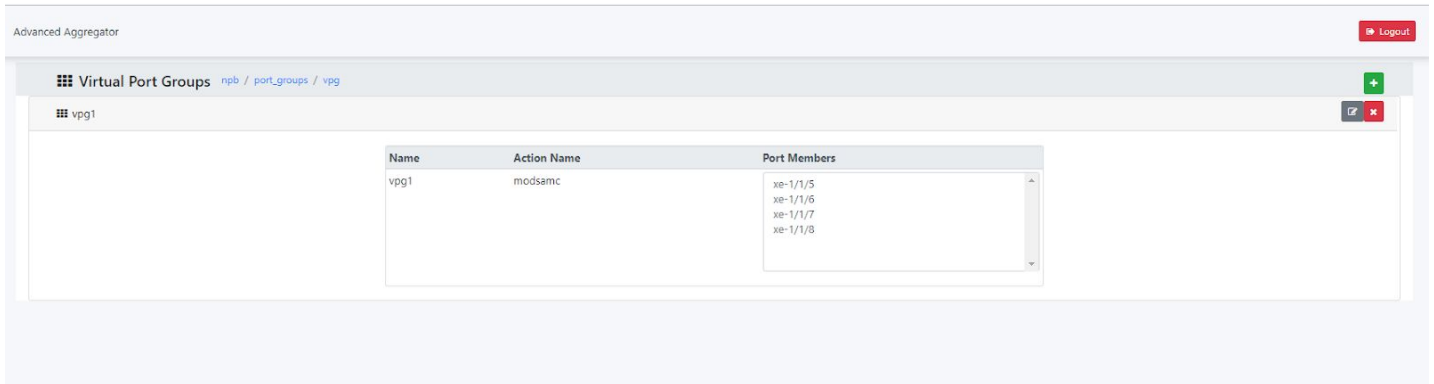 Advanced Aggregator
Logout
Virtual Port Groups npb / port_groups / vpg
vpg1
Name Action Name Port Members
vpg1 modsamc xe-1/1/5
xe-1/1/6
xe-1/1/7
xe-1/1/8